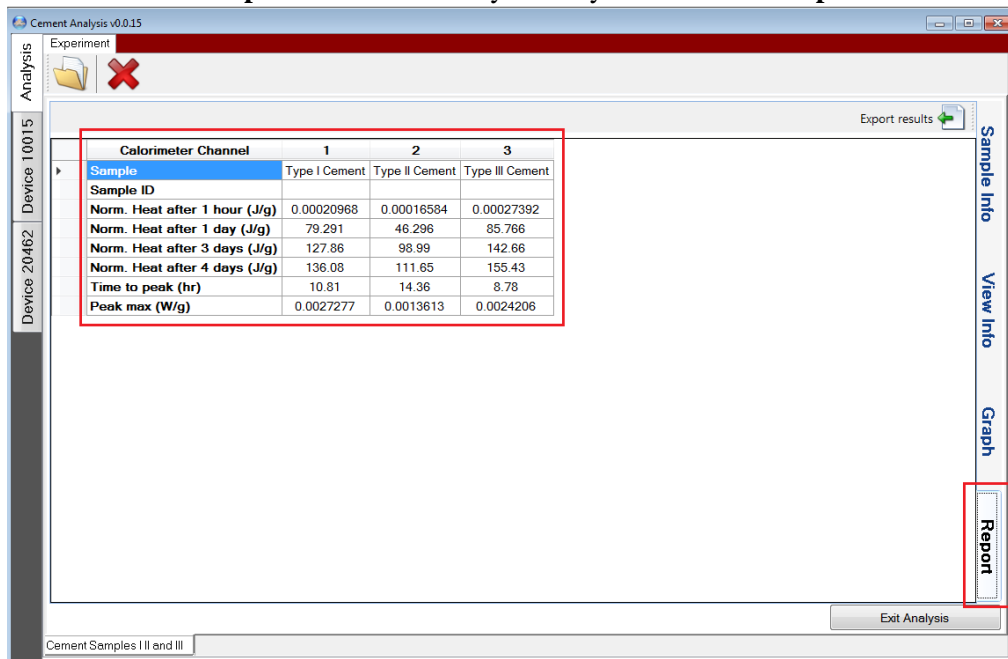 Cement Analysis v0.0.15
Experiment
Analysis
Device 10015
Device 20462
Export results
Calorimeter Channel 1 2 3
Sample Type I Cement Type II Cement Type III Cement
Sample ID
Norm. Heat after 1 hour (J/g) 0.00020968 0.00016584 0.00027392
Norm. Heat after 1 day (J/g) 79.291 46.296 85.766
Norm. Heat after 3 days (J/g) 127.86 98.99 142.66
Norm. Heat after 4 days (J/g) 136.08 111.65 155.43
Time to peak (hr) 10.81 14.36 8.78
Peak max (W/g) 0.0027277 0.0013613 0.0024206
Sample Info
View Info
Graph
Report
Exit Analysis
Cement Samples I II and III